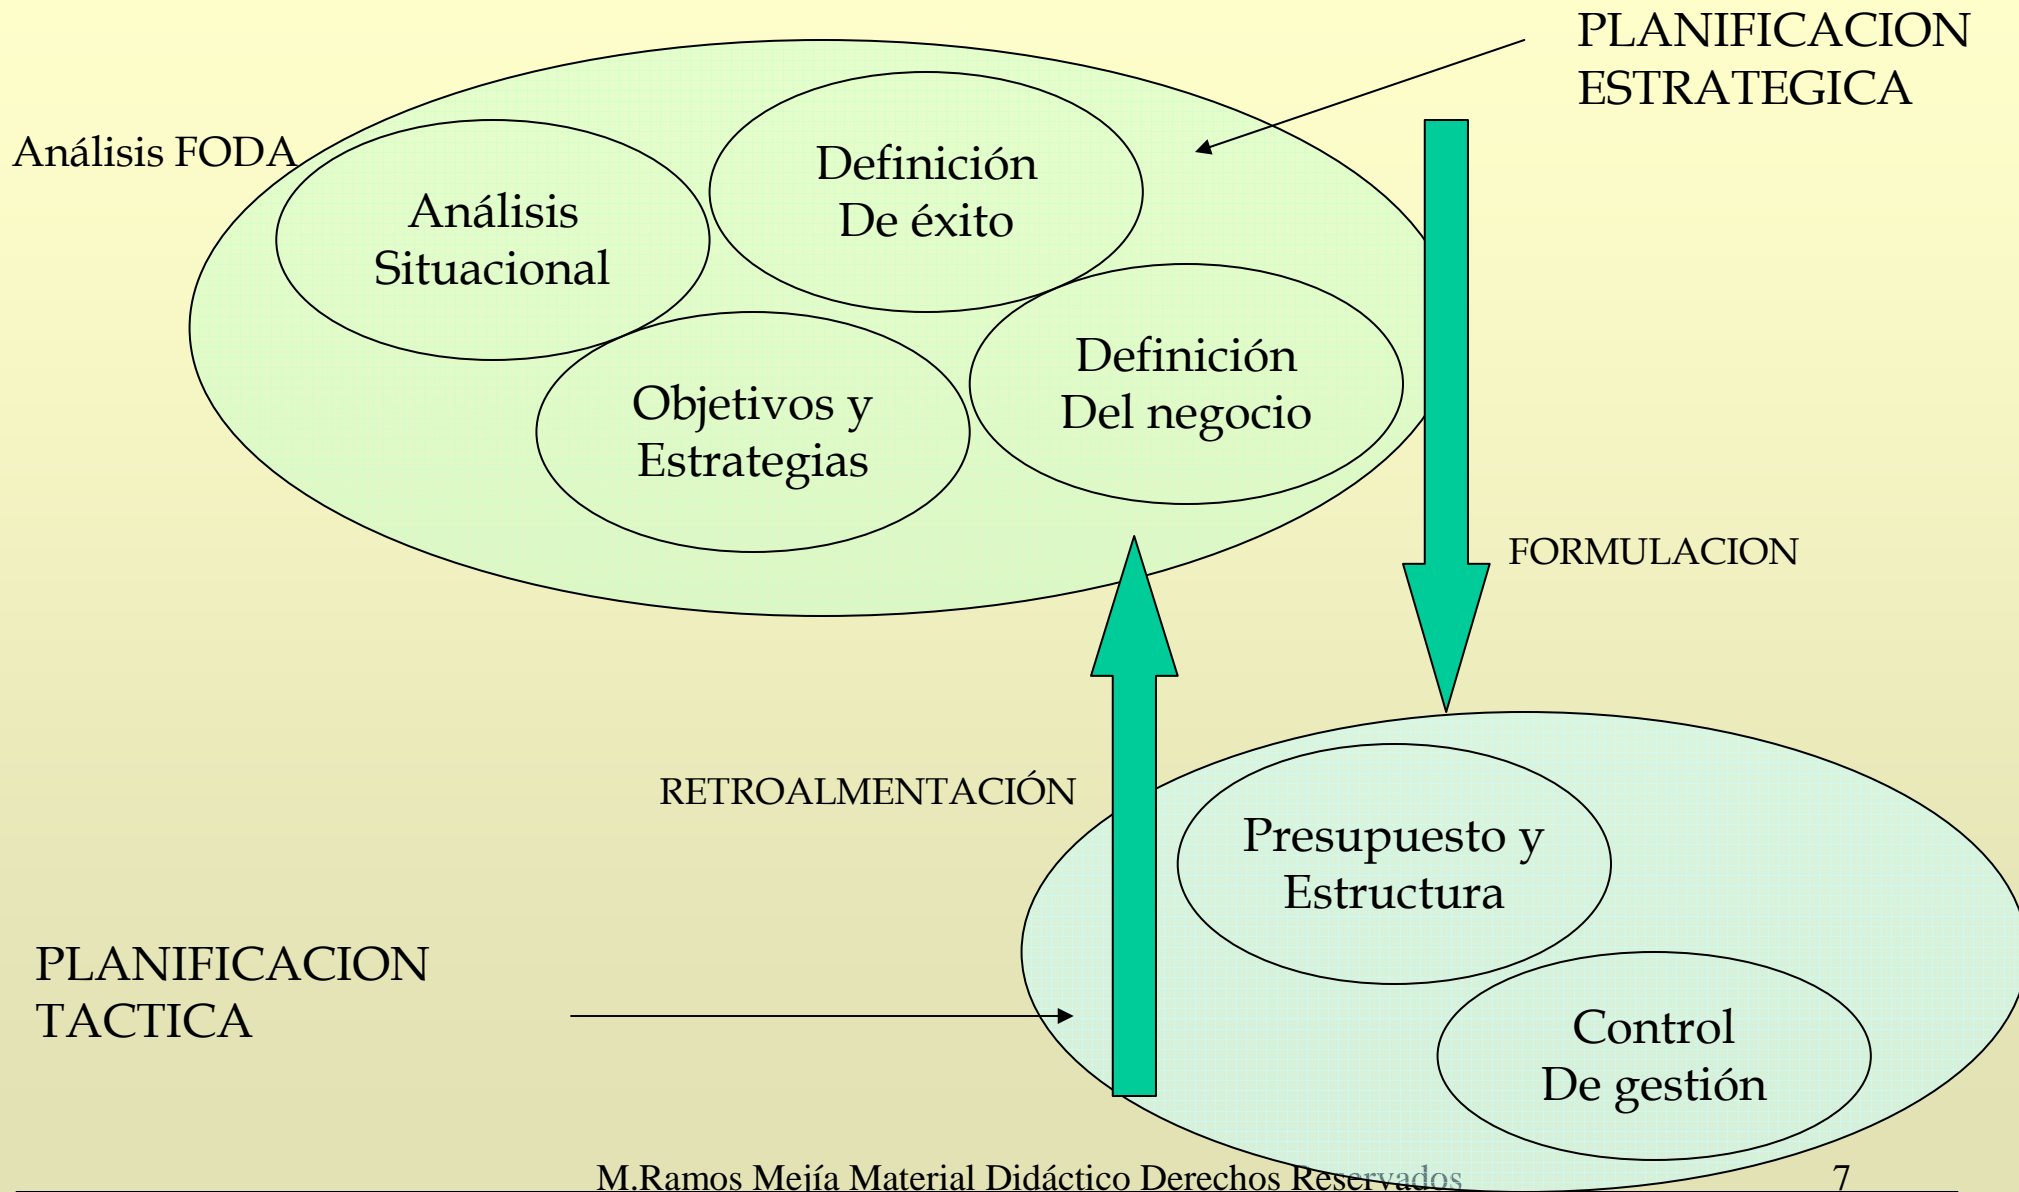 PLANIFICACION
ESTRATEGICA
Análisis FODA
Definición
De éxito
Análisis
Situacional
Definición
Del negocio
Objetivos y
Estrategias
FORMULACION
RETROALMENTACIÓN
Presupuesto y
Estructura
PLANIFICACION
TACTICA
Control
De gestión
M.Ramos Mejía Material Didáctico Derechos Reservados
7